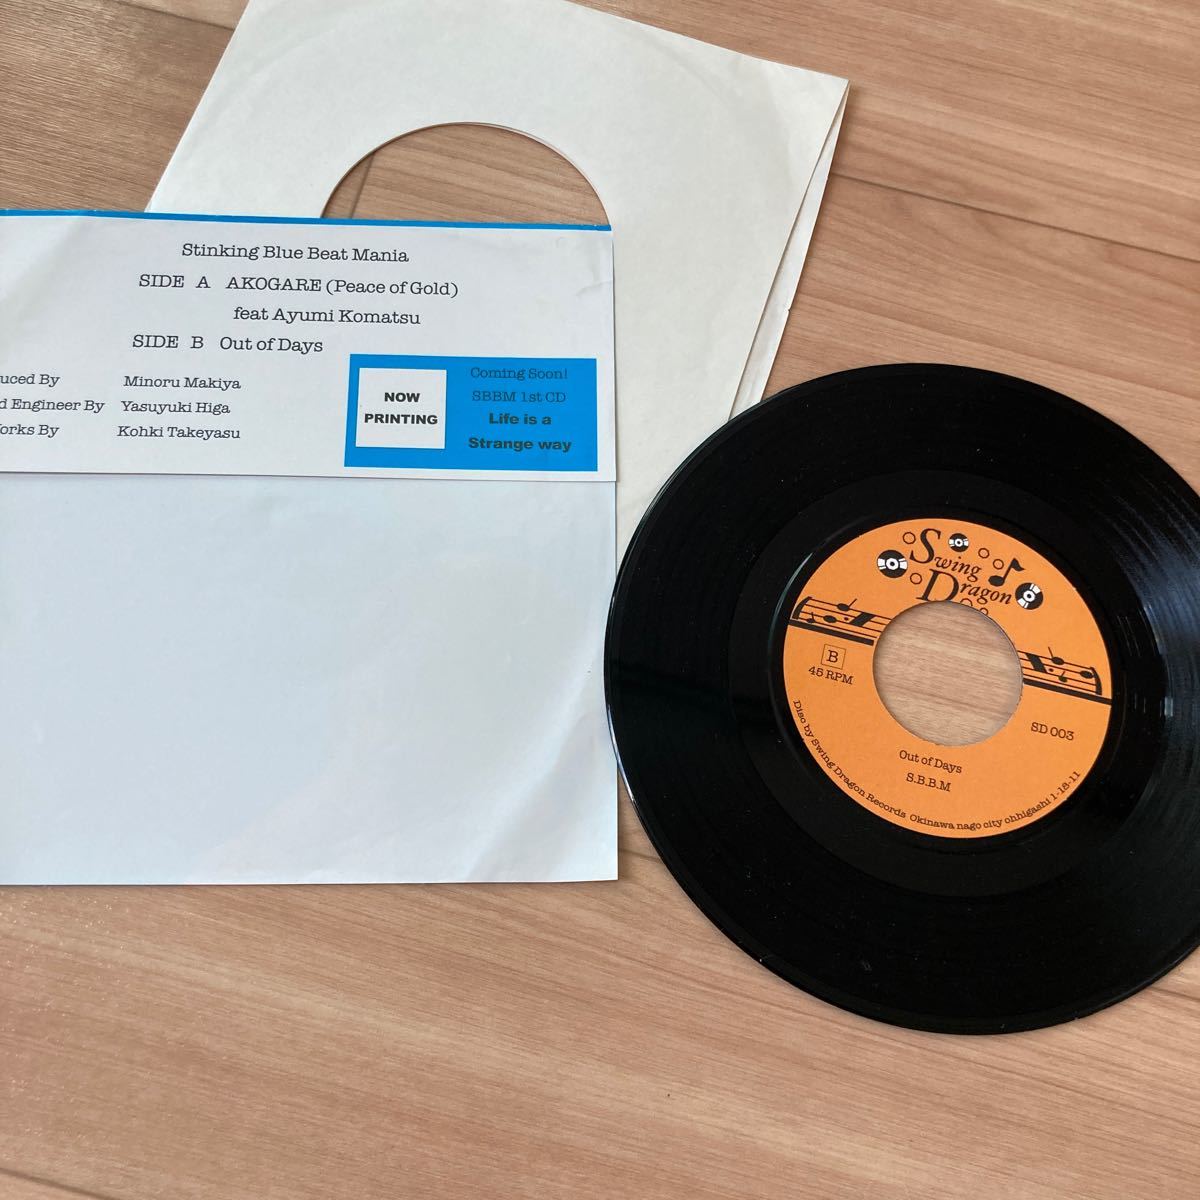 Stinking Blue Beat Mania
SIDE A AKOGARE (Peace of Gold)
feat Ayumi Komatsu
SIDE B Out of Days
By Minoru Makiya
Engineer By Yasuyuki Higa
By Kohki Takeyasu
NOW
PRINTING
Coming Soon!
SBBM 1st CD
Life is a
Strange way
Swing
Dragon
B
45 RPM
SD 003
Out of Days
S.B.B.M
Disc by Swing Dragon Records Okinawa nago city ohhigashi 1-18-11